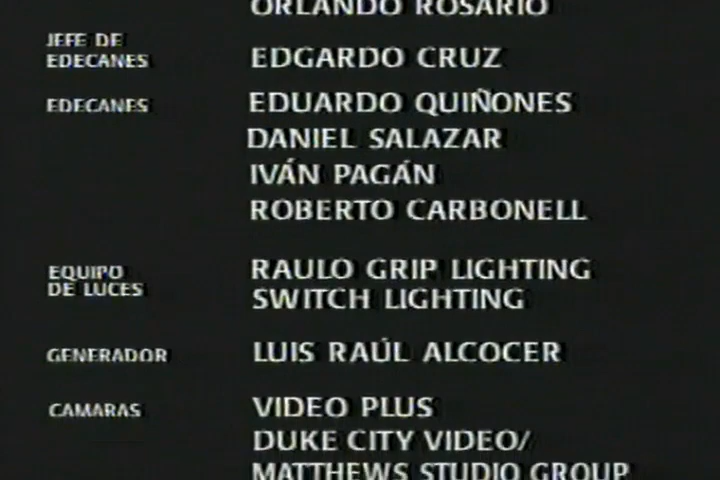 ORLANDO ROSARIO
JEFE DE
EDECANES
EDGARDO CRUZ
EDECANES
EDUARDO QUIÑONES
DANIEL SALAZAR
IVÁN PAGÁN
ROBERTO CARBONELL
EQUIPO
DE LUCES
RAULO GRIP LIGHTING
SWITCH LIGHTING
GENERADOR
LUIS RAÚL ALCOCER
CAMARAS
VIDEO PLUS
DUKE CITY VIDEO/
MATTHEWS STUDIO GROUP